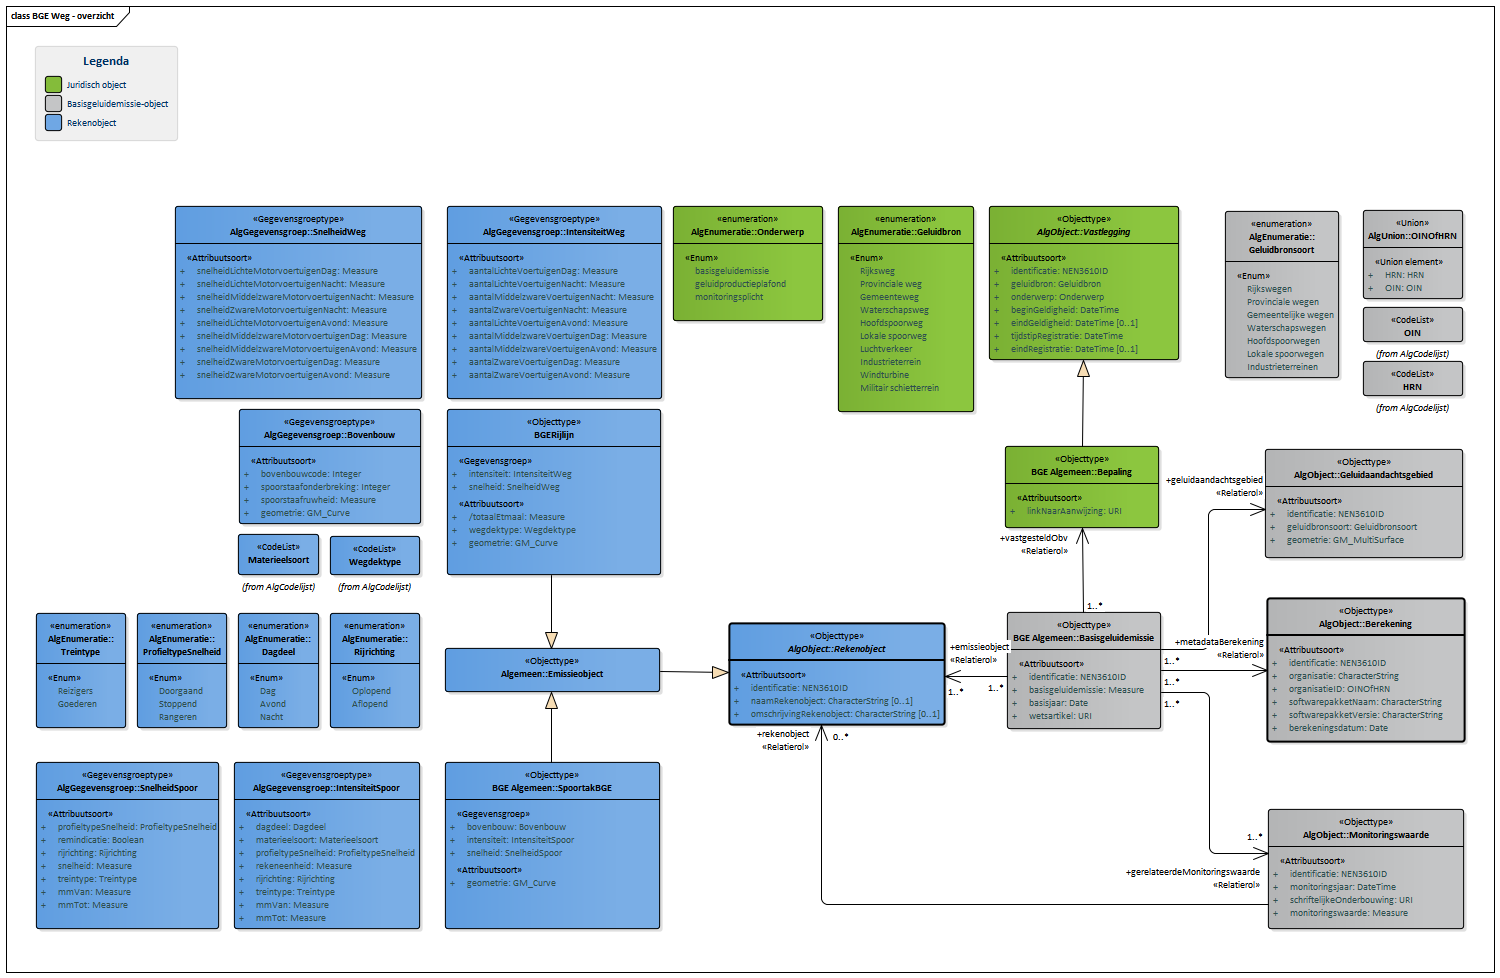 class BGE Weg - overzicht
Legenda
Juridisch object
Basisgeluidemissie-object
Rekenobject
«Gegevensgroeptype»
AlgGegevensgroep::SnelheidWeg
«Attribuutsoort»
+ snelheidLichteMotorvoertuigenDag: Measure
+ snelheidLichteMotorvoertuigenNacht: Measure
+ snelheidMiddelzwareMotorvoertuigenNacht: Measure
+ snelheidZwareMotorvoertuigenNacht: Measure
+ snelheidLichteMotorvoertuigenAvond: Measure
+ snelheidMiddelzwareMotorvoertuigenDag: Measure
+ snelheidMiddelzwareMotorvoertuigenAvond: Measure
+ snelheidZwareMotorvoertuigenDag: Measure
+ snelheidZwareMotorvoertuigenAvond: Measure
«Gegevensgroeptype»
AlgGegevensgroep::IntensiteitWeg
«Attribuutsoort»
+ aantalLichteVoertuigenDag: Measure
+ aantalLichteVoertuigenNacht: Measure
+ aantalMiddelzwareVoertuigenNacht: Measure
+ aantalZwareVoertuigenNacht: Measure
+ aantalLichteVoertuigenAvond: Measure
+ aantalMiddelzwareVoertuigenDag: Measure
+ aantalMiddelzwareVoertuigenAvond: Measure
+ aantalZwareVoertuigenDag: Measure
+ aantalZwareVoertuigenAvond: Measure
«enumeration»
AlgEnumeratie::Onderwerp
«Enum»
basisgeluidemissie
geluidproductieplafond
monitoringsplicht
«enumeration»
AlgEnumeratie::Geluidbron
«Enum»
Rijksweg
Provinciale weg
Gemeenteweg
Waterschapsweg
Hoofdspoorweg
Lokale spoorweg
Luchtverkeer
Industrieterrein
Windturbine
Militair schietterrein
«Objecttype»
AlgObject::Vastlegging
«Attribuutsoort»
+ identificatie: NEN3610ID
+ geluidbron: Geluidbron
+ onderwerp: Onderwerp
+ beginGeldigheid: DateTime
+ eindGeldigheid: DateTime [0..1]
+ tijdstipRegistratie: DateTime
+ eindRegistratie: DateTime [0..1]
«enumeration»
AlgEnumeratie::
Geluidbronsoort
«Enum»
Rijkswegen
Provinciale wegen
Gemeentelijke wegen
Waterschapswegen
Hoofdspoorwegen
Lokale spoorwegen
Industrieterreinen
«Union»
AlgUnion::OINOfHRN
«Union element»
+ HRN: HRN
+ OIN: OIN
«CodeList»
OIN
(from AlgCodelijst)
«CodeList»
HRN
(from AlgCodelijst)
«Gegevensgroeptype»
AlgGegevensgroep::Bovenbouw
«Attribuutsoort»
+ bovenbouwcode: Integer
+ spoorstaafonderbreking: Integer
+ spoorstaafruwheid: Measure
+ geometrie: GM_Curve
«Objecttype»
BGERijlijn
«Gegevensgroep»
+ intensiteit: IntensiteitWeg
+ snelheid: SnelheidWeg
«Attribuutsoort»
+ /totaalEtmaal: Measure
+ wegdektype: Wegdektype
+ geometrie: GM_Curve
«Objecttype»
BGE Algemeen::Bepaling
«Attribuutsoort»
+ linkNaarAanwijzing: URI
+vastgesteldObv
«Relatierol»
1..*
+geluidaandachtsgebied
«Relatierol»
«Objecttype»
AlgObject::Geluidaandachtsgebied
«Attribuutsoort»
+ identificatie: NEN3610ID
+ geluidbronsoort: Geluidbronsoort
+ geometrie: GM_MultiSurface
«CodeList»
Materieelsoort
(from AlgCodelijst)
«CodeList»
Wegdektype
(from AlgCodelijst)
«enumeration»
AlgEnumeratie::
Treintype
«Enum»
Reizigers
Goederen
«enumeration»
AlgEnumeratie::
ProfieltypeSnelheid
«Enum»
Doorgaand
Stoppend
Rangeren
«enumeration»
AlgEnumeratie::
Dagdeel
«Enum»
Dag
Avond
Nacht
«enumeration»
AlgEnumeratie::
Rijrichting
«Enum»
Oplopend
Aflopend
«Objecttype»
Algemeen::Emissieobject
«Objecttype»
AlgObject::Rekenobject
«Attribuutsoort»
+ identificatie: NEN3610ID
+ naamRekenobject: CharacterString [0..1]
+ omschrijvingRekenobject: CharacterString [0..1]
+emissieobject
«Relatierol»
1..*
1..*
«Objecttype»
BGE Algemeen::Basisgeluidemissie
«Attribuutsoort»
+ identificatie: NEN3610ID
+ basisgeluidemissie: Measure
+ basisjaar: Date
+ wetsartikel: URI
+metadataBerekening
«Relatierol»
1..*
1..*
1..*
«Objecttype»
AlgObject::Berekening
«Attribuutsoort»
+ identificatie: NEN3610ID
+ organisatie: CharacterString
+ organisatieID: OINOfHRN
+ softwarepakketNaam: CharacterString
+ softwarepakketVersie: CharacterString
+ berekeningsdatum: Date
+rekenobject
«Relatierol»
0..*
«Gegevensgroeptype»
AlgGegevensgroep::SnelheidSpoor
«Attribuutsoort»
+ profieltypeSnelheid: ProfieltypeSnelheid
+ remindicatie: Boolean
+ rijrichting: Rijrichting
+ snelheid: Measure
+ treintype: Treintype
+ mmVan: Measure
+ mmTot: Measure
«Gegevensgroeptype»
AlgGegevensgroep::IntensiteitSpoor
«Attribuutsoort»
+ dagdeel: Dagdeel
+ materieelsoort: Materieelsoort
+ profieltypeSnelheid: ProfieltypeSnelheid
+ rekeneenheid: Measure
+ rijrichting: Rijrichting
+ treintype: Treintype
+ mmVan: Measure
+ mmTot: Measure
«Objecttype»
BGE Algemeen::SpoortakBGE
«Gegevensgroep»
+ bovenbouw: Bovenbouw
+ intensiteit: IntensiteitSpoor
+ snelheid: SnelheidSpoor
«Attribuutsoort»
+ geometrie: GM_Curve
1..*
+gerelateerdeMonitoringswaarde
«Relatierol»
«Objecttype»
AlgObject::Monitoringswaarde
«Attribuutsoort»
+ identificatie: NEN3610ID
+ monitoringsjaar: DateTime
+ schriftelijkeOnderbouwing: URI
+ monitoringswaarde: Measure